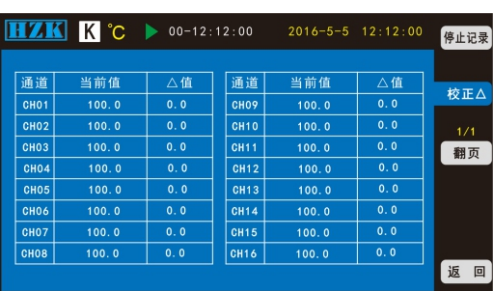 HZK K °C 00-12:12:00 2016-5-5 12:12:00 停止记录
通道 当前值 △值 通道 当前值 △值
CH01 100.0 0.0 CH09 100.0 0.0
CH02 100.0 0.0 CH10 100.0 0.0
CH03 100.0 0.0 CH11 100.0 0.0
CH04 100.0 0.0 CH12 100.0 0.0
CH05 100.0 0.0 CH13 100.0 0.0
CH06 100.0 0.0 CH14 100.0 0.0
CH07 100.0 0.0 CH15 100.0 0.0
CH08 100.0 0.0 CH16 100.0 0.0
校正△
1/1
翻页
返 回